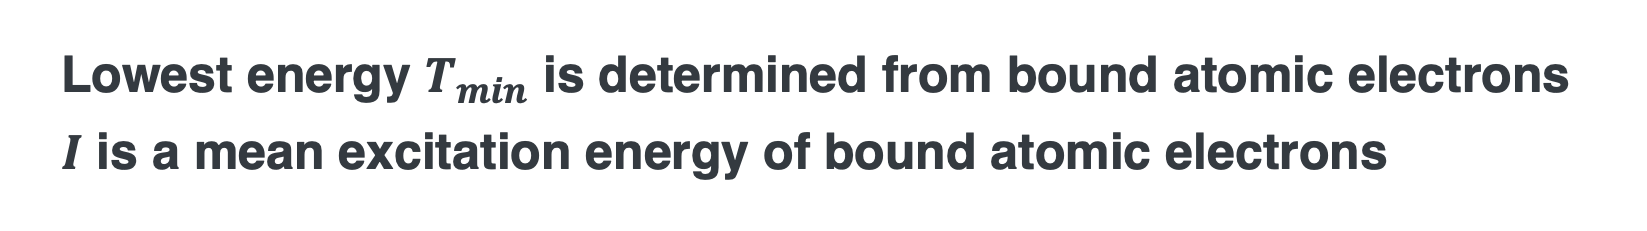 Lowest energy T_min is determined from bound atomic electrons
I is a mean excitation energy of bound atomic electrons